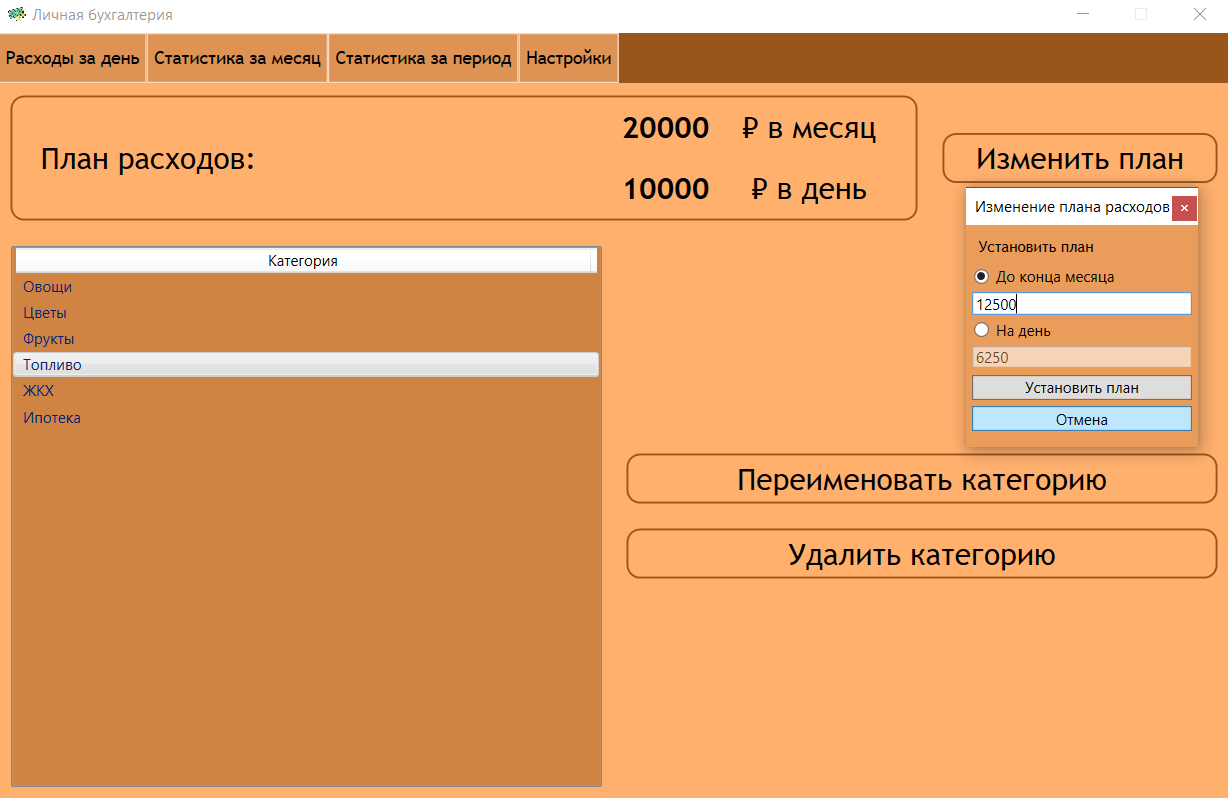 Личная бухгалтерия
Расходы за день Статистика за месяц Статистика за период Настройки
План расходов:
20000 ₽ в месяц
10000 ₽ в день
Изменить план
Изменение плана расходов
Установить план
До конца месяца
12500
На день
6250
Установить план
Отмена
Категория
Овощи
Цветы
Фрукты
Топливо
ЖКХ
Ипотека
Переименовать категорию
Удалить категорию